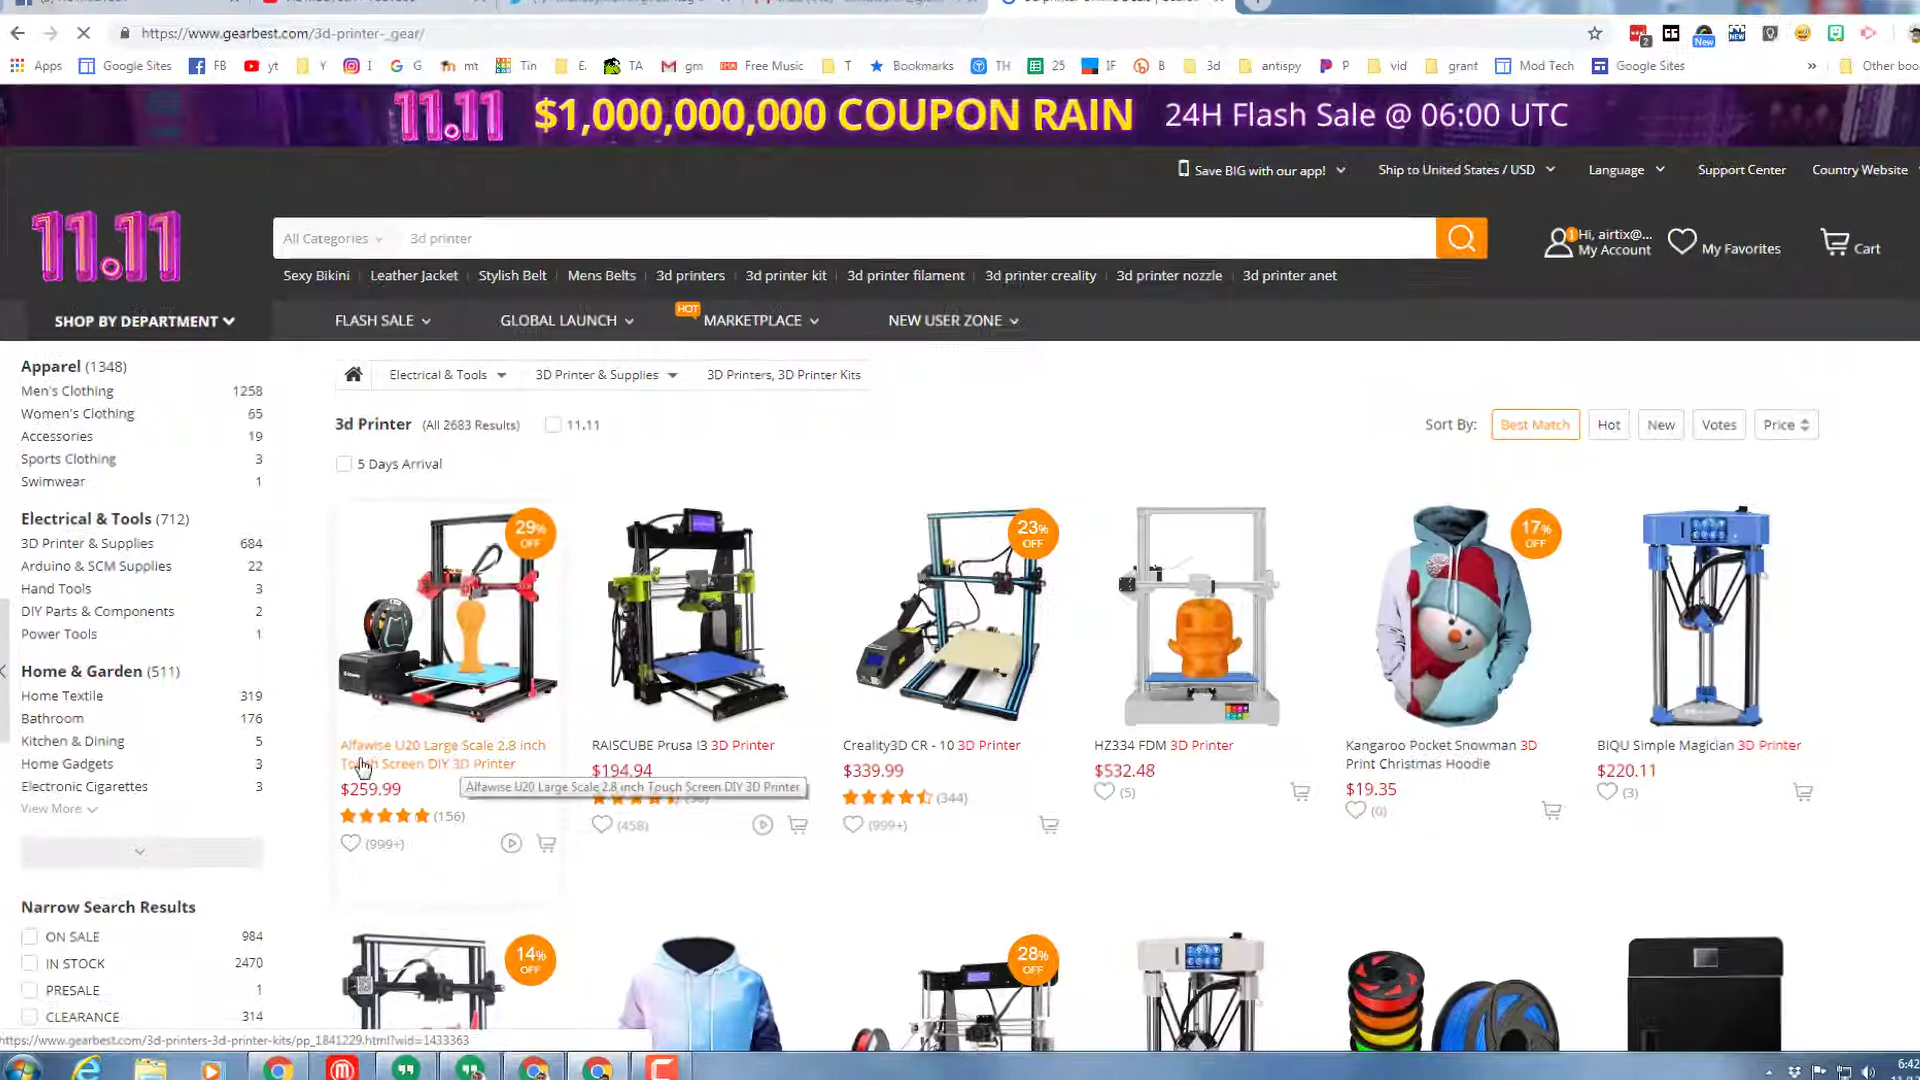 https://www.gearbest.com/3d-printer-_gear/
Apps Google Sites FB yt Y I G mt Tin E. TA gm Free Music T Bookmarks TH 25 IF B 3d antispy P vid grant Mod Tech Google Sites » Other boo
2 New NEW
11.11 $1,000,000,000 COUPON RAIN 24H Flash Sale @ 06:00 UTC
Save BIG with our app! Ship to United States / USD Language Support Center Country Website
11.11
All Categories 3d printer
1 Hi, airtix@...
My Account My Favorites Cart
Sexy Bikini Leather Jacket Stylish Belt Mens Belts 3d printers 3d printer kit 3d printer filament 3d printer creality 3d printer nozzle 3d printer anet
SHOP BY DEPARTMENT FLASH SALE GLOBAL LAUNCH HOT MARKETPLACE NEW USER ZONE
Apparel (1348)
Men's Clothing 1258
Women's Clothing 65
Accessories 19
Sports Clothing 3
Swimwear 1
Electrical & Tools (712)
3D Printer & Supplies 684
Arduino & SCM Supplies 22
Hand Tools 3
DIY Parts & Components 2
Power Tools 1
Home & Garden (511)
Home Textile 319
Bathroom 176
Kitchen & Dining 5
Home Gadgets 3
Electronic Cigarettes 3
View More
Narrow Search Results
ON SALE 984
IN STOCK 2470
PRESALE 1
CLEARANCE 314
Electrical & Tools 3D Printer & Supplies 3D Printers, 3D Printer Kits
3d Printer (All 2683 Results) 11.11
Sort By: Best Match Hot New Votes Price
5 Days Arrival
29% OFF
Alfawise U20 Large Scale 2.8 inch
Touch Screen DIY 3D Printer
$259.99
(156)
(999+)
RAISCUBE Prusa I3 3D Printer
$194.94
(458)
Alfawise U20 Large Scale 2.8 inch Touch Screen DIY 3D Printer
23% OFF
Creality3D CR - 10 3D Printer
$339.99
(344)
(999+)
HZ334 FDM 3D Printer
$532.48
(5)
17% OFF
Kangaroo Pocket Snowman 3D
Print Christmas Hoodie
$19.35
(0)
BIQU Simple Magician 3D Printer
$220.11
(3)
14% OFF
28% OFF
https://www.gearbest.com/3d-printers-3d-printer-kits/pp_1841229.html?wid=1433363
6:42